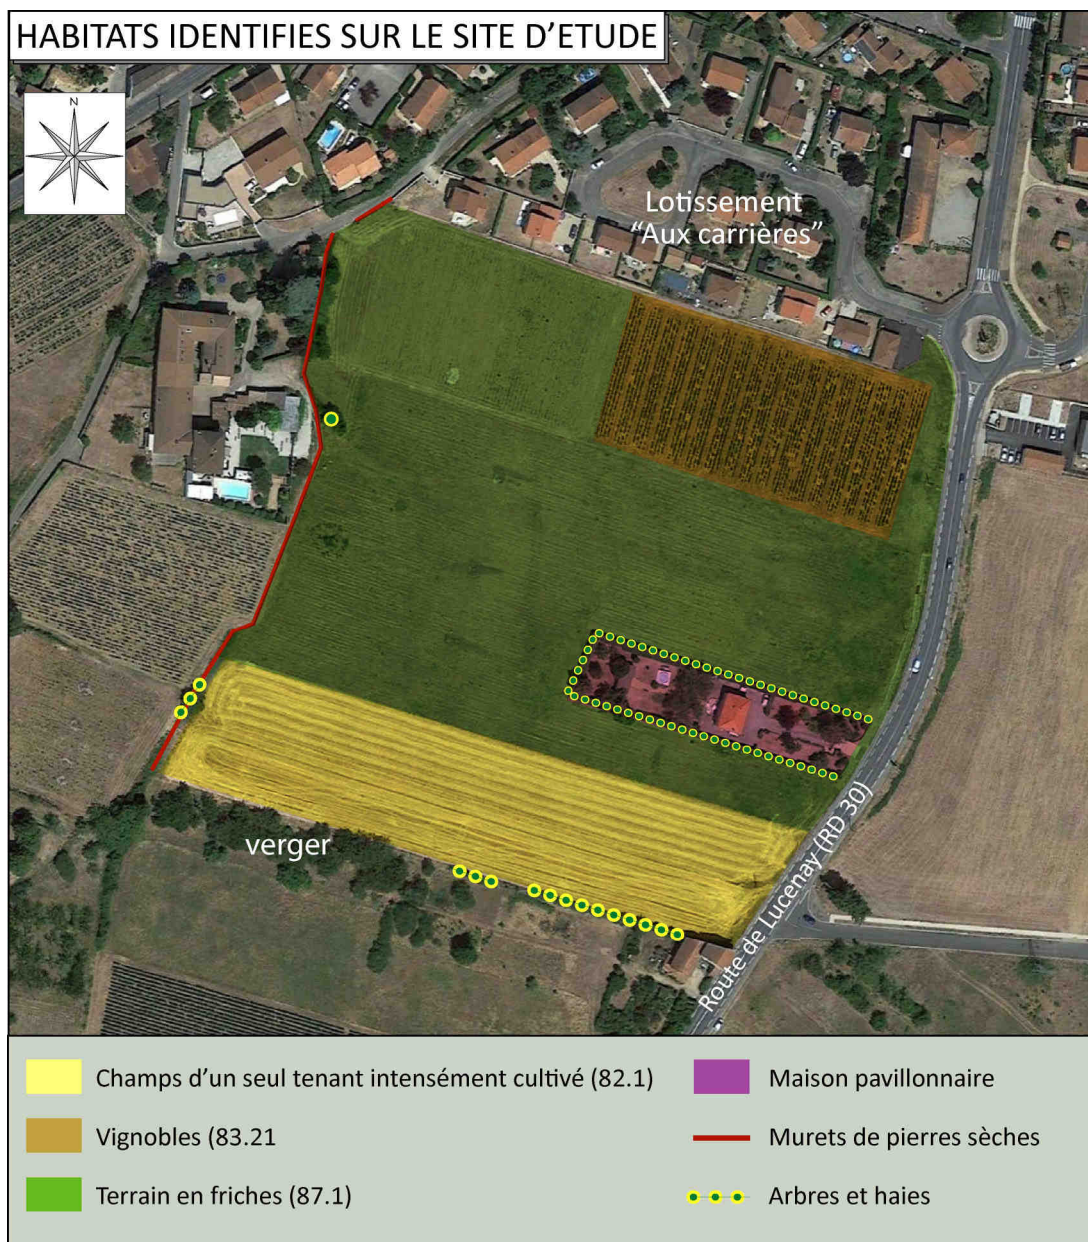 HABITATS IDENTIFIES SUR LE SITE D'ETUDE
N
Lotissement
"Aux carrières"
verger
Route de Lucenay (RD 30)
Champs d'un seul tenant intensément cultivé (82.1)
Vignobles (83.21
Terrain en friches (87.1)
Maison pavillonnaire
Murets de pierres sèches
Arbres et haies